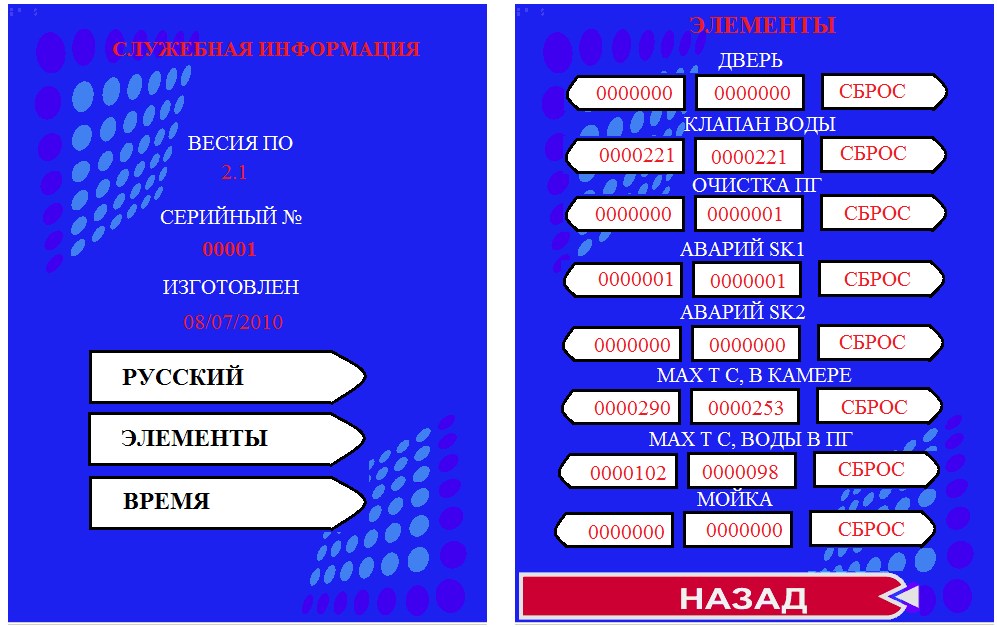 СЛУЖЕБНАЯ ИНФОРМАЦИЯ
ВЕСИЯ ПО
2.1
СЕРИЙНЫЙ №
00001
ИЗГОТОВЛЕН
08/07/2010
РУССКИЙ
ЭЛЕМЕНТЫ
ВРЕМЯ
ЭЛЕМЕНТЫ
ДВЕРЬ
0000000 0000000 СБРОС
КЛАПАН ВОДЫ
0000221 0000221 СБРОС
ОЧИСТКА ПГ
0000000 0000001 СБРОС
АВАРИЙ SK1
0000001 0000001 СБРОС
АВАРИЙ SK2
0000000 0000000 СБРОС
МАХ Т С, В КАМЕРЕ
0000290 0000253 СБРОС
МАХ Т С, ВОДЫ В ПГ
0000102 0000098 СБРОС
МОЙКА
0000000 0000000 СБРОС
НАЗАД